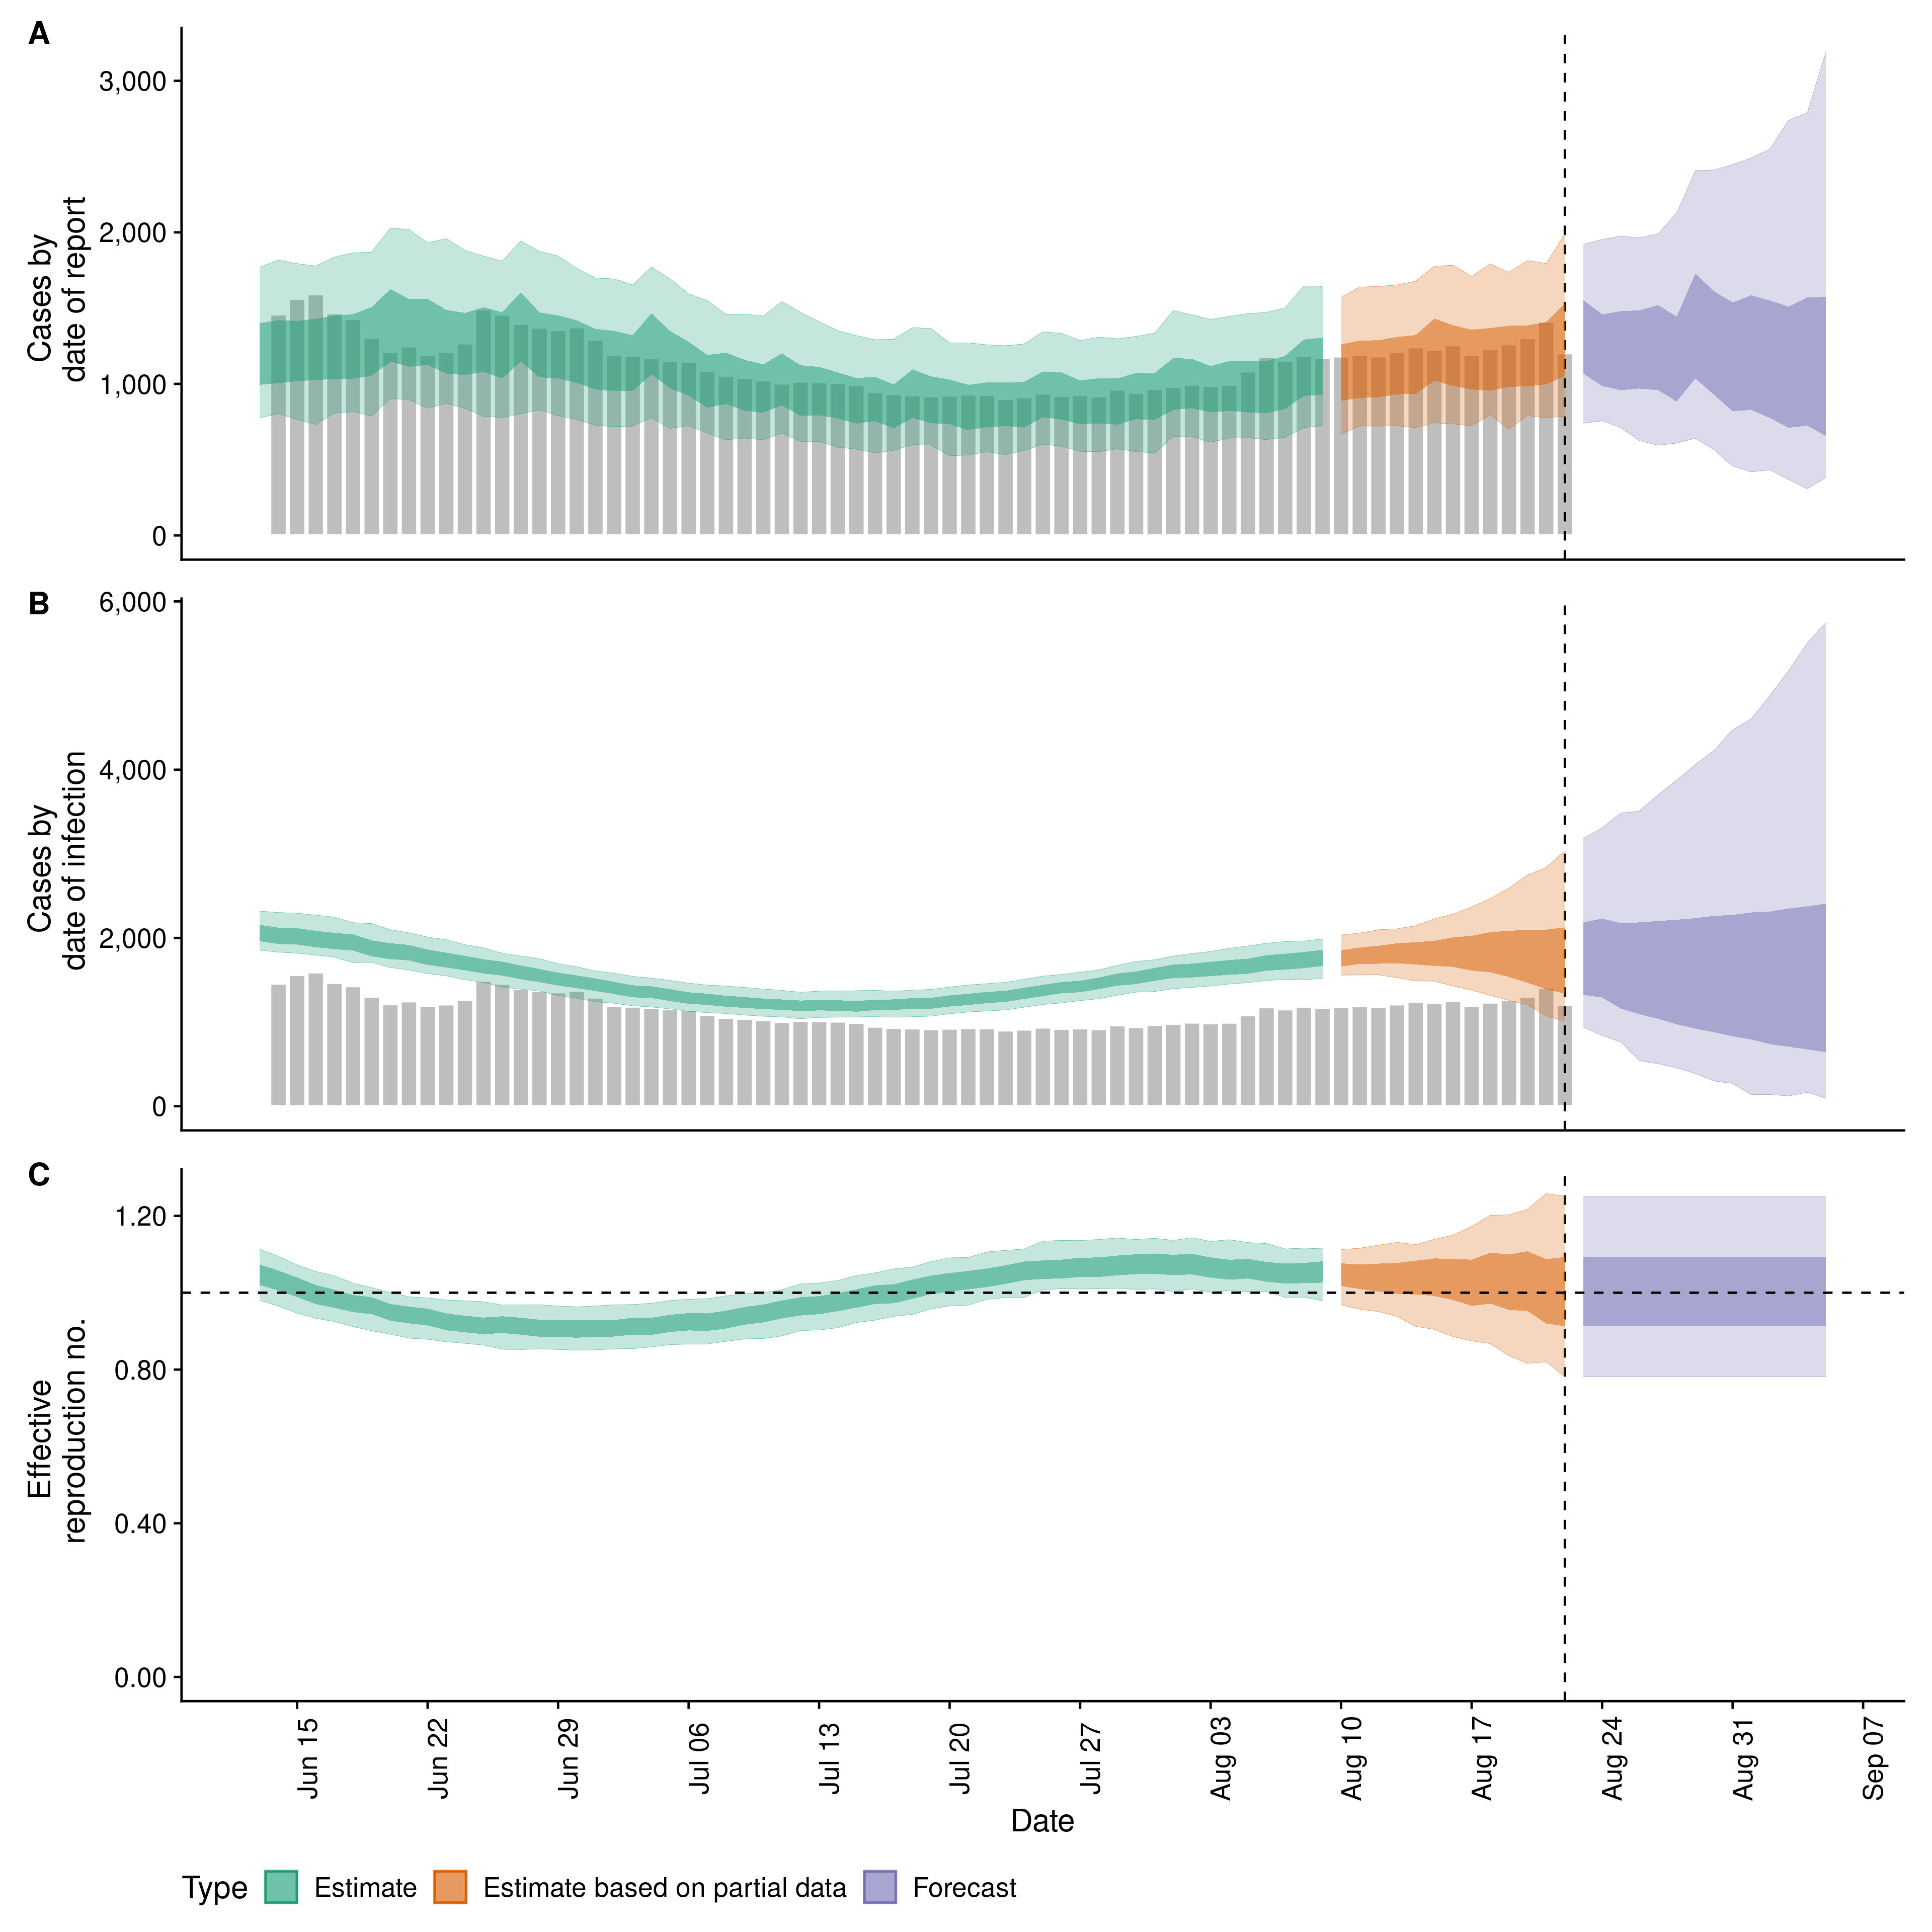 A
3,000
2,000
1,000
0
Cases by
date of report
B
6,000
4,000
2,000
0
Cases by
date of infection
C
1.20
0.80
0.40
0.00
Effective
reproduction no.
Jun 15
Jun 22
Jun 29
Jul 06
Jul 13
Jul 20
Jul 27
Aug 03
Aug 10
Aug 17
Aug 24
Aug 31
Sep 07
Date
Type Estimate Estimate based on partial data Forecast